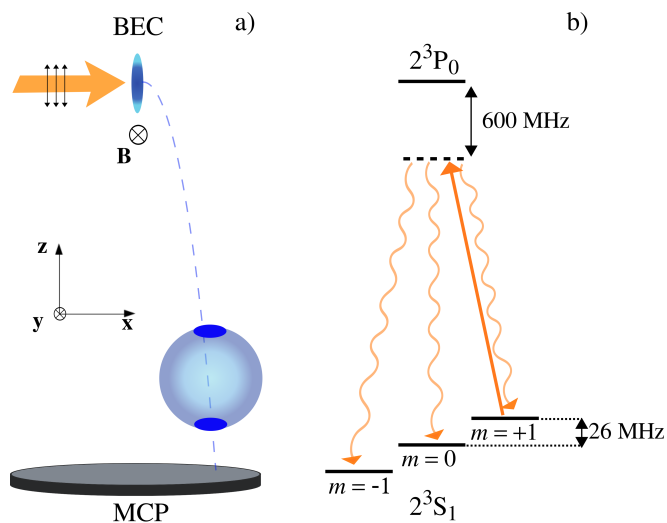 BEC
a)
B
z
y
x
MCP
b)
2³P₀
600 MHz
m = +1
26 MHz
m = 0
m = -1
2³S₁